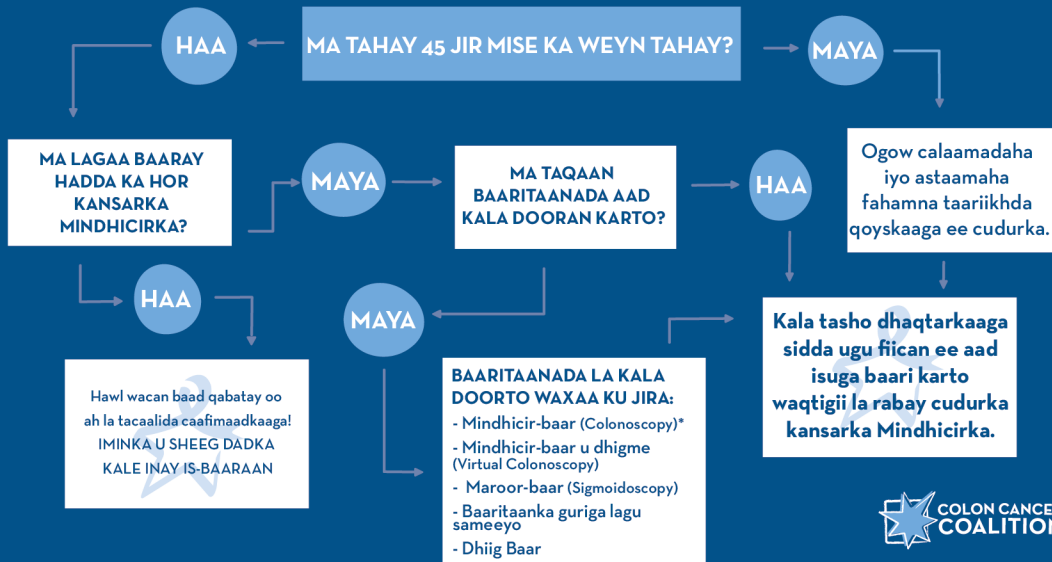 MA TAHAY 45 JIR MISE KA WEYN TAHAY?
HAA
MAYA
MA LAGAA BAARAY
HADDA KA HOR
KANSARKA
MINDHICIRKA?
MAYA
MA TAQAAN
BAARITAANADA AAD
KALA DOORAN KARTO?
HAA
Ogow calaamadaha
iyo astaamaha
fahamna taariikhda
qoyskaaga ee cudurka.
HAA
MAYA
Hawl wacan baad qabatay oo
ah la tacaalida caafimaadkaaga!
IMINKA U SHEEG DADKA
KALE INAY IS-BAARAAN
BAARITAANADA LA KALA
DOORTO WAXAA KU JIRA:
- Mindhicir-baar (Colonoscopy)*
- Mindhicir-baar u dhigme
(Virtual Colonoscopy)
- Maroor-baar (Sigmoidoscopy)
- Baaritaanka guriga lagu
sameeyo
- Dhiig Baar
Kala tasho dhaqtarkaaga
sidda ugu fiican ee aad
isuga baari karto
waqtigii la rabay cudurka
kansarka Mindhicirka.
COLON CANCE
COALITION